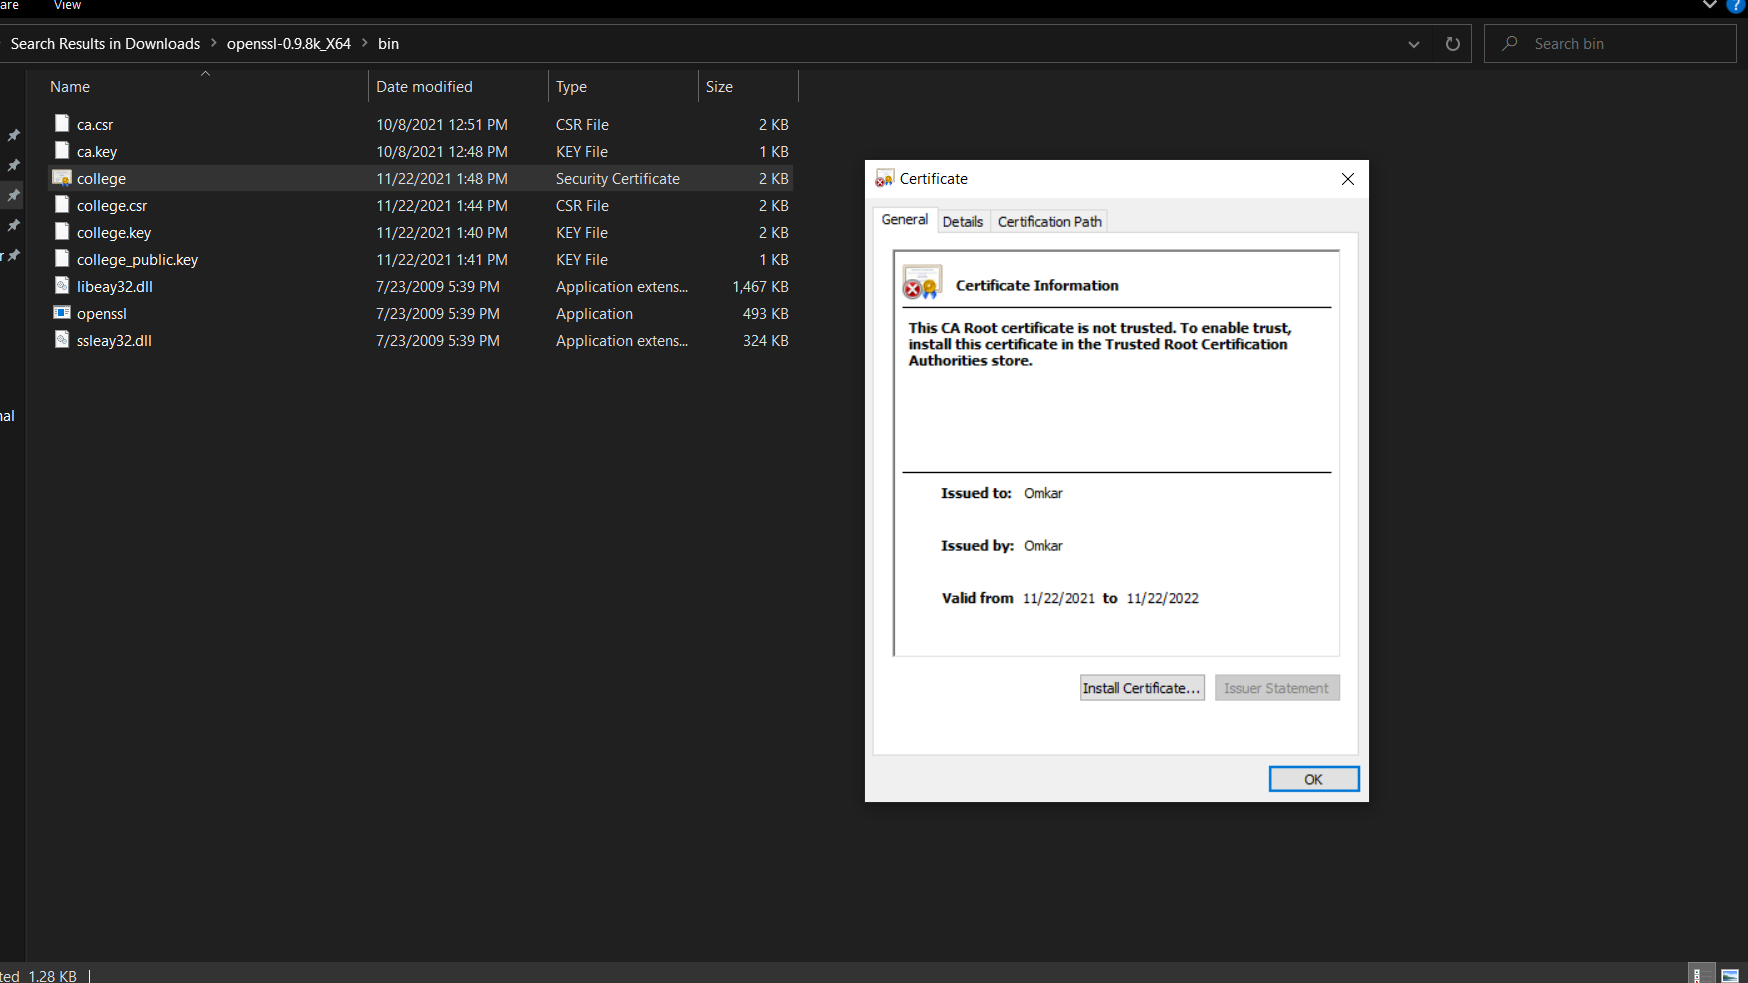 are View
?
Search Results in Downloads > openssl-0.9.8k_X64 > bin
Search bin
Name Date modified Type Size
ca.csr 10/8/2021 12:51 PM CSR File 2 KB
ca.key 10/8/2021 12:48 PM KEY File 1 KB
college 11/22/2021 1:48 PM Security Certificate 2 KB
college.csr 11/22/2021 1:44 PM CSR File 2 KB
college.key 11/22/2021 1:40 PM KEY File 2 KB
college_public.key 11/22/2021 1:41 PM KEY File 1 KB
libeay32.dll 7/23/2009 5:39 PM Application extens... 1,467 KB
openssl 7/23/2009 5:39 PM Application 493 KB
ssleay32.dll 7/23/2009 5:39 PM Application extens... 324 KB
r
nal
Certificate
General Details Certification Path
Certificate Information
This CA Root certificate is not trusted. To enable trust,
install this certificate in the Trusted Root Certification
Authorities store.
Issued to: Omkar
Issued by: Omkar
Valid from 11/22/2021 to 11/22/2022
Install Certificate... Issuer Statement
OK
ted 1.28 KB